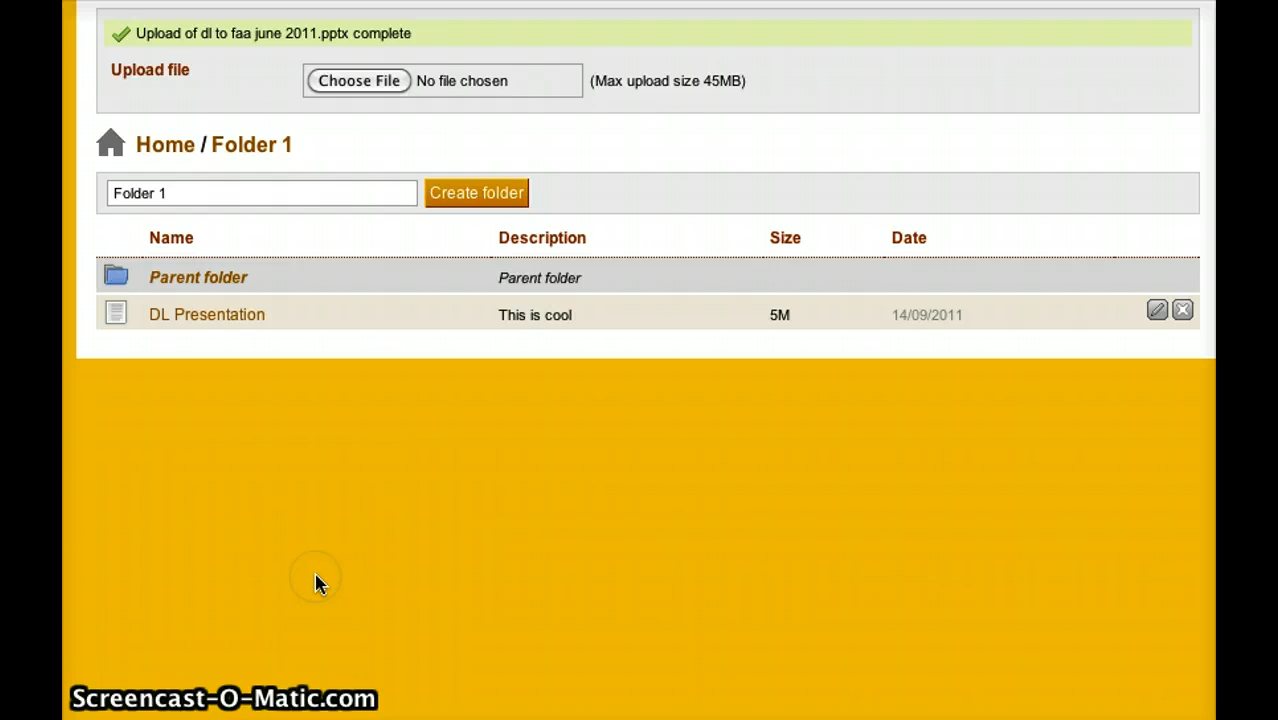 Upload of dl to faa june 2011.pptx complete
Upload file Choose File No file chosen (Max upload size 45MB)
Home / Folder 1
Folder 1 Create folder
Name Description Size Date
Parent folder Parent folder
DL Presentation This is cool 5M 14/09/2011
Screencast-O-Matic.com